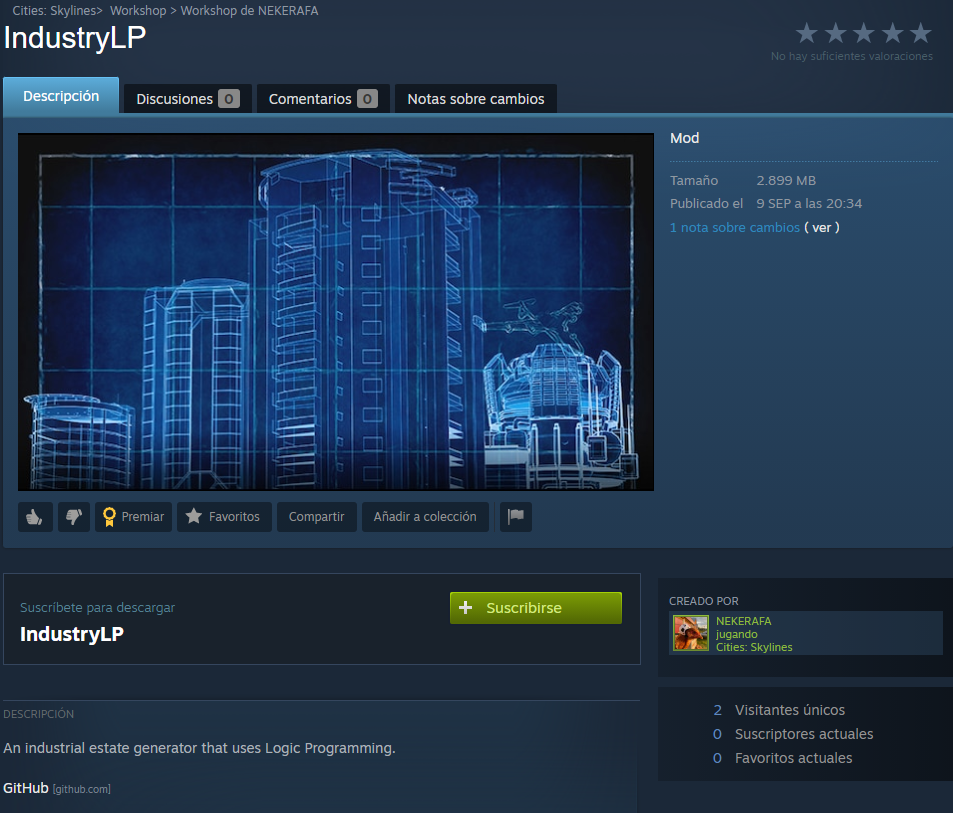 Cities: Skylines> Workshop > Workshop de NEKERAFA
IndustryLP
No hay suficientes valoraciones
Descripción
Discusiones 0
Comentarios 0
Notas sobre cambios
Mod
Tamaño 2.899 MB
Publicado el 9 SEP a las 20:34
1 nota sobre cambios ( ver )
Premiar
Favoritos
Compartir
Añadir a colección
Suscríbete para descargar
IndustryLP
Suscribirse
CREADO POR
NEKERAFA
jugando
Cities: Skylines
2 Visitantes únicos
0 Suscriptores actuales
0 Favoritos actuales
DESCRIPCIÓN
An industrial estate generator that uses Logic Programming.
GitHub [github.com]